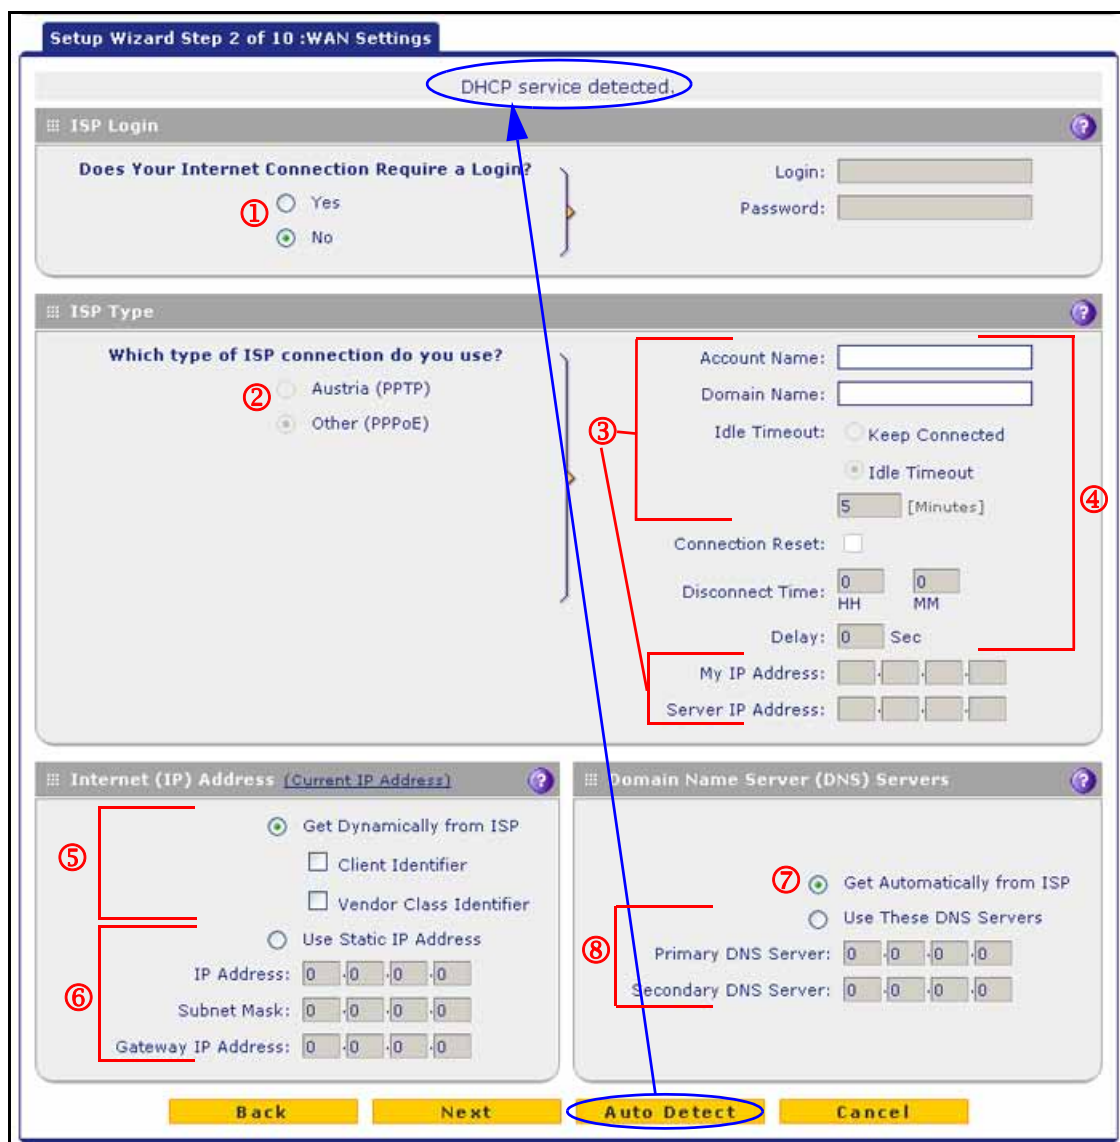 Setup Wizard Step 2 of 10 :WAN Settings
DHCP service detected.
ISP Login
?
Does Your Internet Connection Require a Login?
① Yes
No
Login:
Password:
ISP Type
?
Which type of ISP connection do you use?
② Austria (PPTP)
Other (PPPoE)
③
④
Account Name:
Domain Name:
Idle Timeout: Keep Connected
Idle Timeout
5 [Minutes]
Connection Reset:
Disconnect Time: 0 0
HH MM
Delay: 0 Sec
My IP Address: . . .
Server IP Address: . . .
Internet (IP) Address (Current IP Address)
?
⑤
Get Dynamically from ISP
Client Identifier
Vendor Class Identifier
⑥
Use Static IP Address
IP Address: 0 .0 .0 .0
Subnet Mask: 0 .0 .0 .0
Gateway IP Address: 0 .0 .0 .0
Domain Name Server (DNS) Servers
?
⑦ Get Automatically from ISP
⑧
Use These DNS Servers
Primary DNS Server: 0 .0 .0 .0
Secondary DNS Server: 0 .0 .0 .0
Back
Next
Auto Detect
Cancel